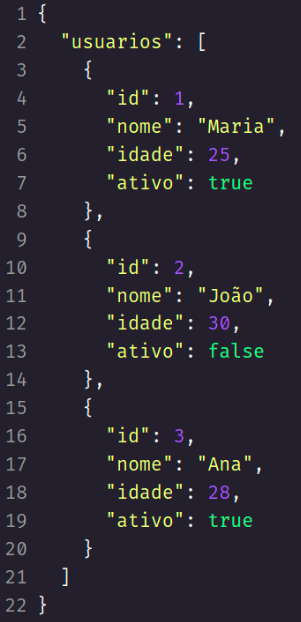 1 {
2   "usuarios": [
3     {
4       "id": 1,
5       "nome": "Maria",
6       "idade": 25,
7       "ativo": true
8     },
9     {
10       "id": 2,
11       "nome": "João",
12       "idade": 30,
13       "ativo": false
14     },
15     {
16       "id": 3,
17       "nome": "Ana",
18       "idade": 28,
19       "ativo": true
20     }
21   ]
22 }